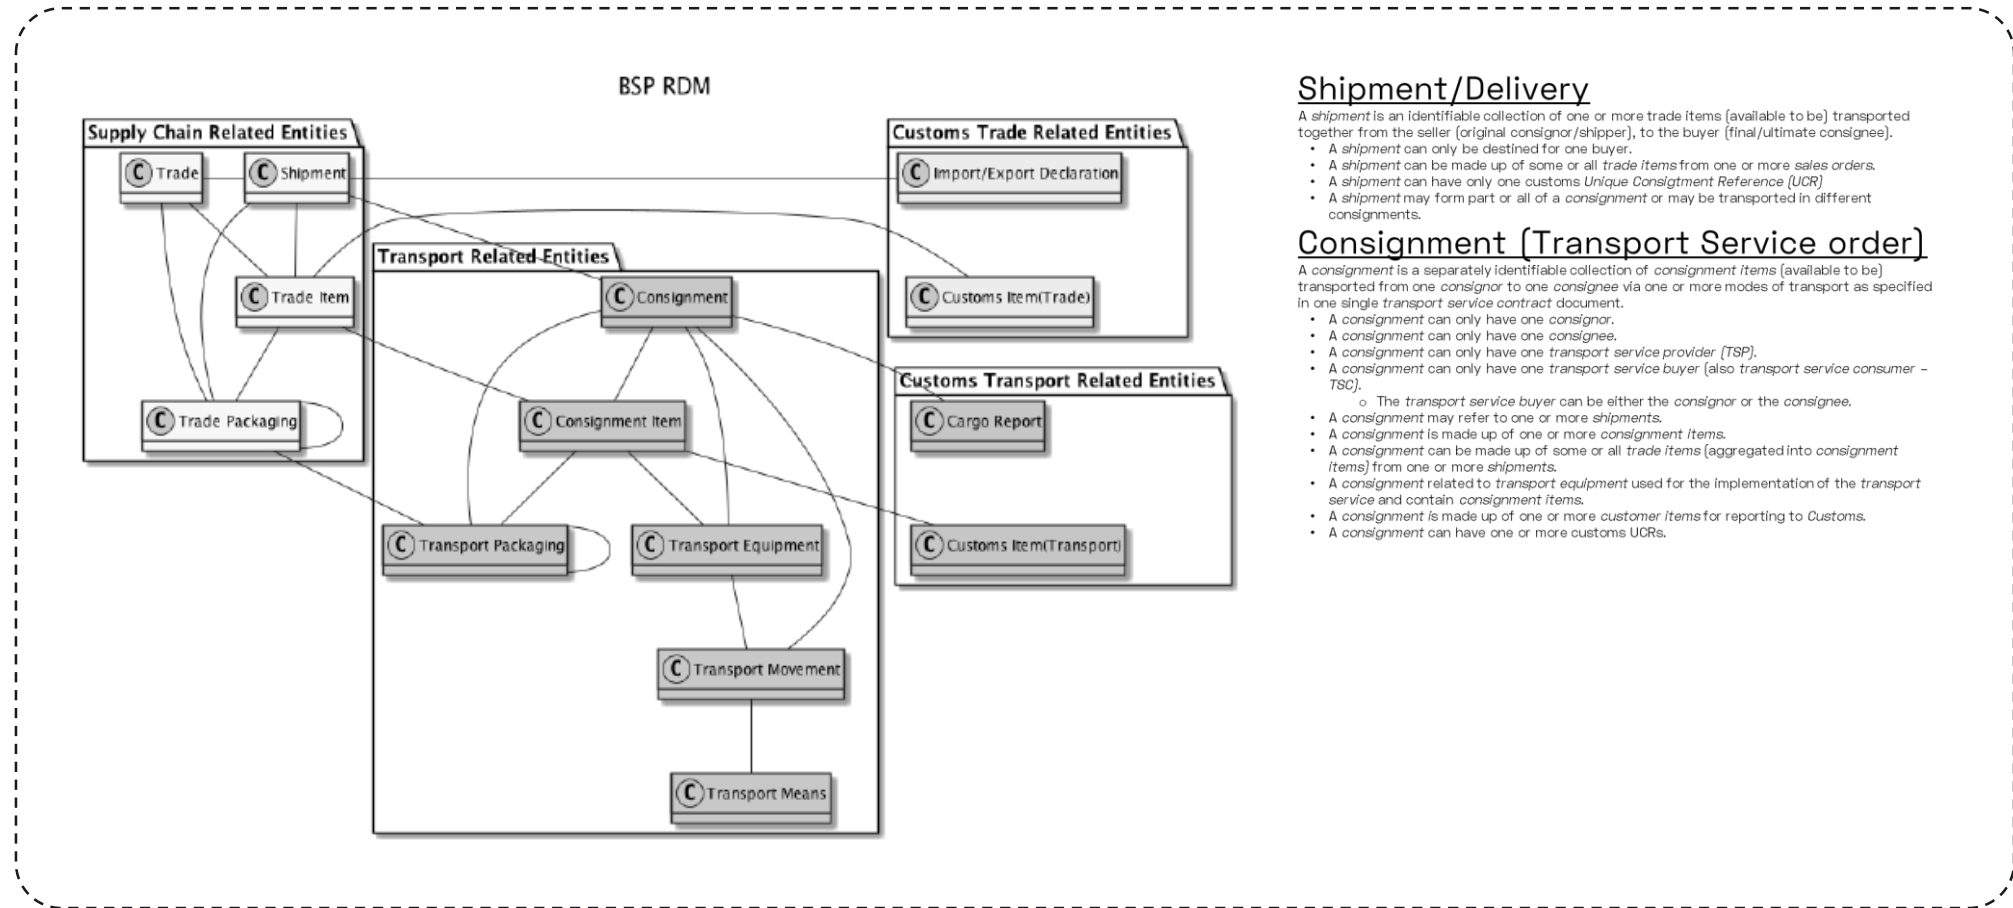 BSP RDM
Supply Chain Related Entities
C Trade
C Shipment
C Trade Item
C Trade Packaging
Transport Related Entities
C Consignment
C Consignment Item
C Transport Packaging
C Transport Equipment
C Transport Movement
C Transport Means
Customs Trade Related Entities
C Import/Export Declaration
C Customs Item(Trade)
Customs Transport Related Entities
C Cargo Report
C Customs Item(Transport)
Shipment/Delivery
A shipment is an identifiable collection of one or more trade items (available to be) transported
together from the seller (original consignor/shipper), to the buyer (final/ultimate consignee).
• A shipment can only be destined for one buyer.
• A shipment can be made up of some or all trade items from one or more sales orders.
• A shipment can have only one customs Unique Consigtment Reference (UCR)
• A shipment may form part or all of a consignment or may be transported in different
consignments.
Consignment (Transport Service order)
A consignment is a separately identifiable collection of consignment items (available to be)
transported from one consignor to one consignee via one or more modes of transport as specified
in one single transport service contract document.
• A consignment can only have one consignor.
• A consignment can only have one consignee.
• A consignment can only have one transport service provider (TSP).
• A consignment can only have one transport service buyer (also transport service consumer –
TSC).
o The transport service buyer can be either the consignor or the consignee.
• A consignment may refer to one or more shipments.
• A consignment is made up of one or more consignment items.
• A consignment can be made up of some or all trade items (aggregated into consignment
items) from one or more shipments.
• A consignment related to transport equipment used for the implementation of the transport
service and contain consignment items.
• A consignment is made up of one or more customer items for reporting to Customs.
• A consignment can have one or more customs UCRs.